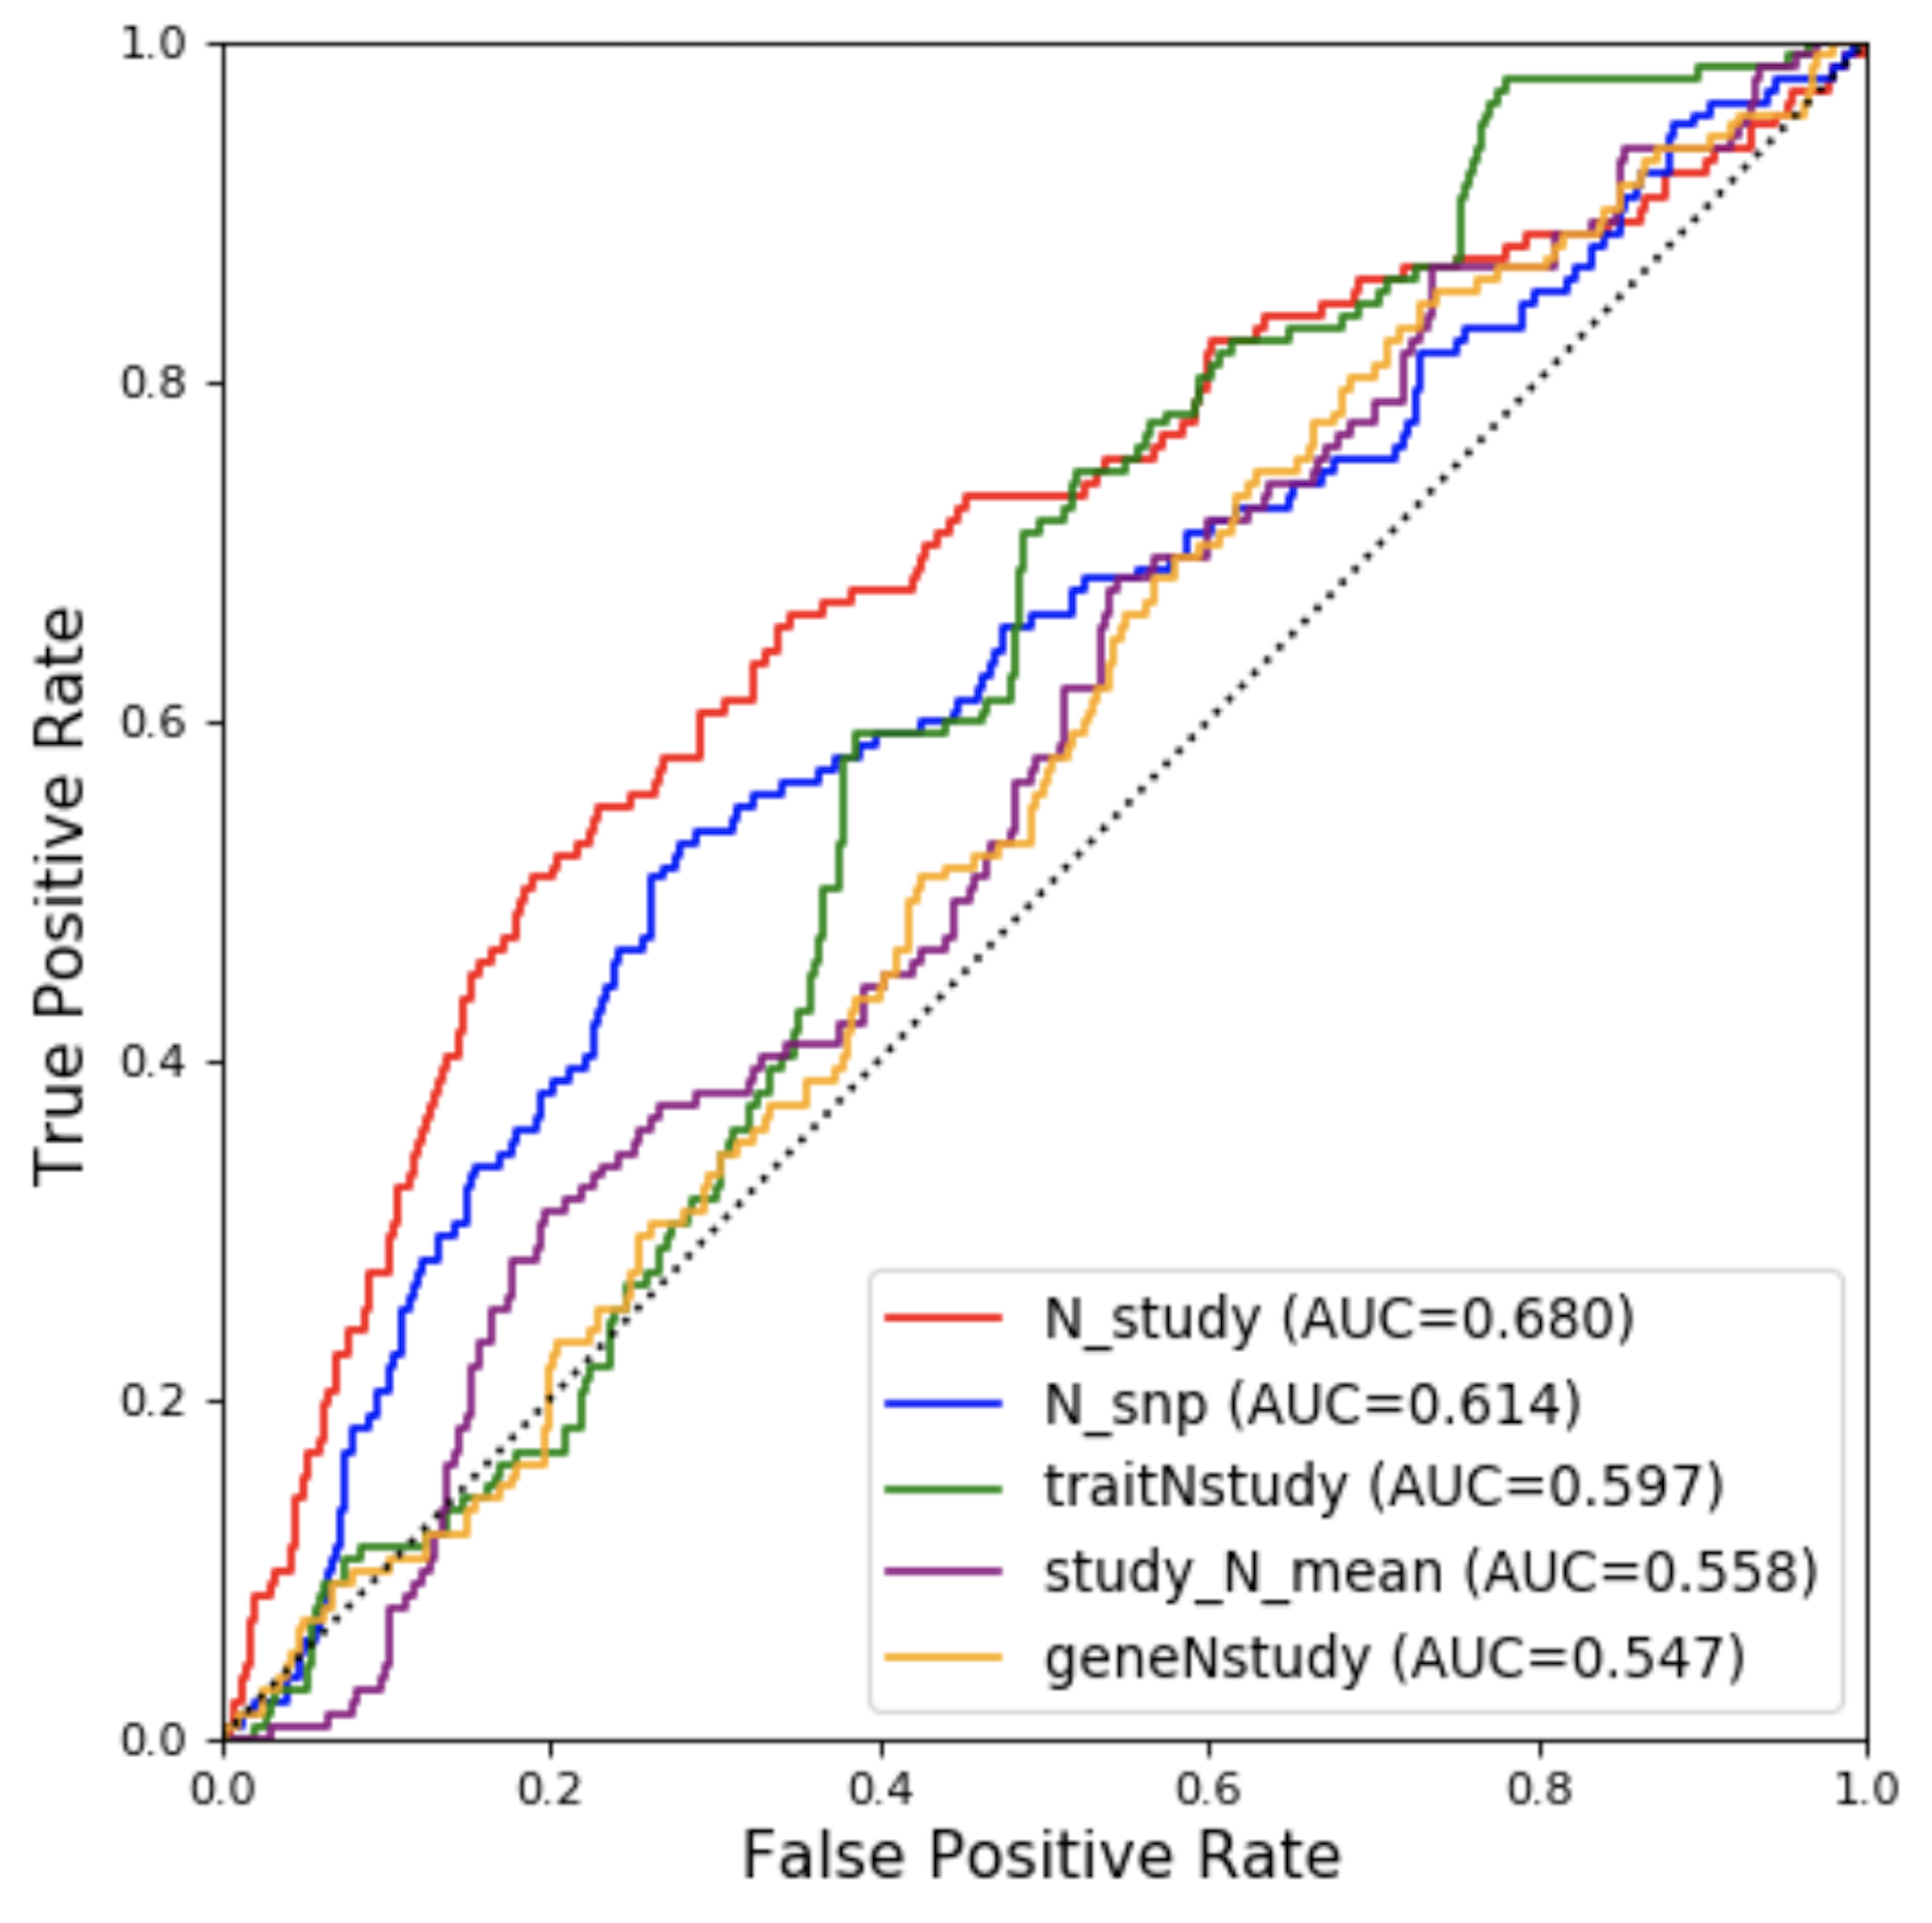 1.0
0.8
0.6
0.4
0.2
0.0
True Positive Rate
0.0 0.2 0.4 0.6 0.8 1.0
False Positive Rate
N_study (AUC=0.680)
N_snp (AUC=0.614)
traitNstudy (AUC=0.597)
study_N_mean (AUC=0.558)
geneNstudy (AUC=0.547)